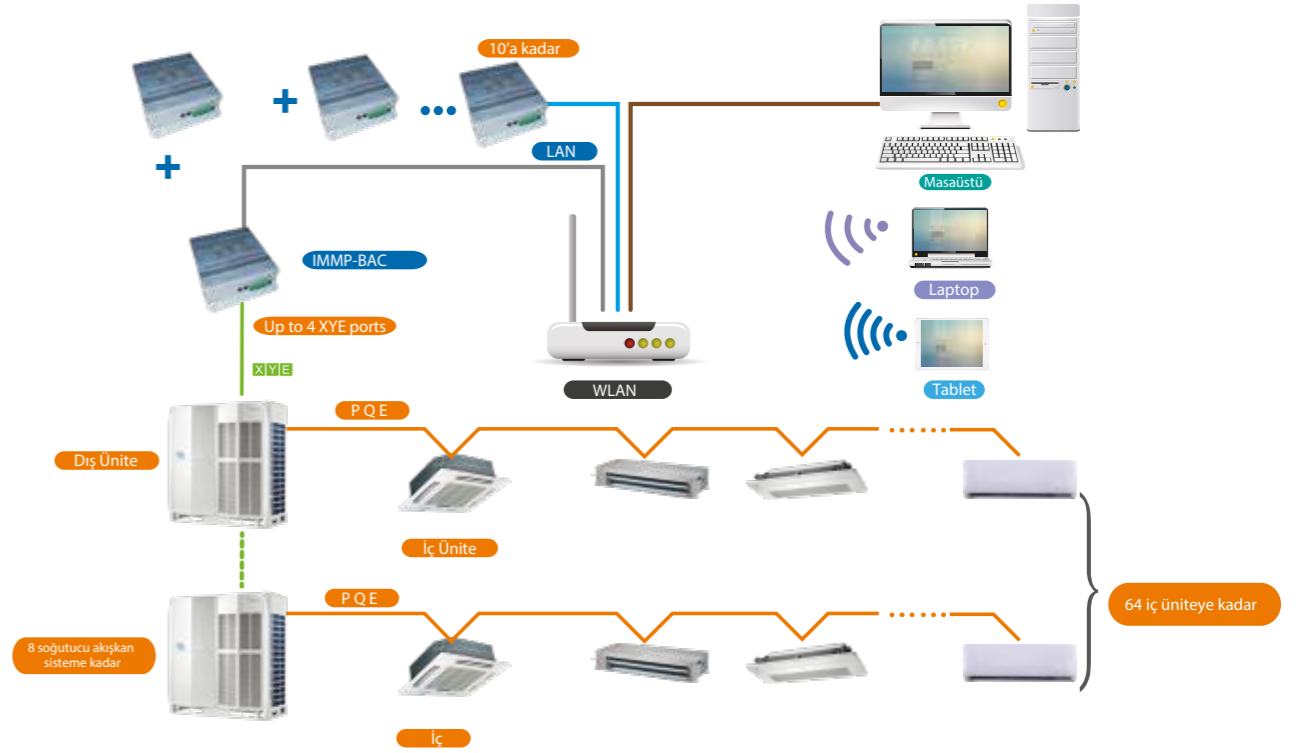 10'a kadar
LAN
Masaüstü
IMMP-BAC
Laptop
Up to 4 XYE ports
X Y E
WLAN
Tablet
P Q E
Dış Ünite
İç Ünite
P Q E
64 iç üniteye kadar
8 soğutucu akışkan
sisteme kadar
İç